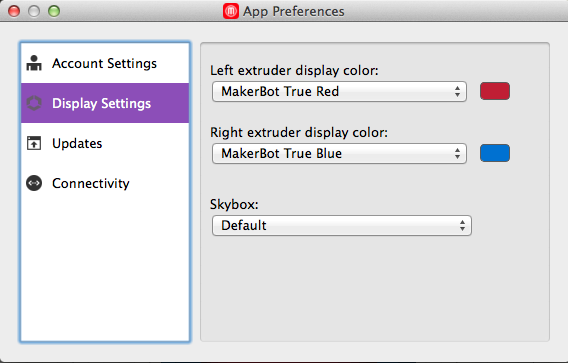 App Preferences
Account Settings
Display Settings
Updates
Connectivity
Left extruder display color:
MakerBot True Red
Right extruder display color:
MakerBot True Blue
Skybox:
Default